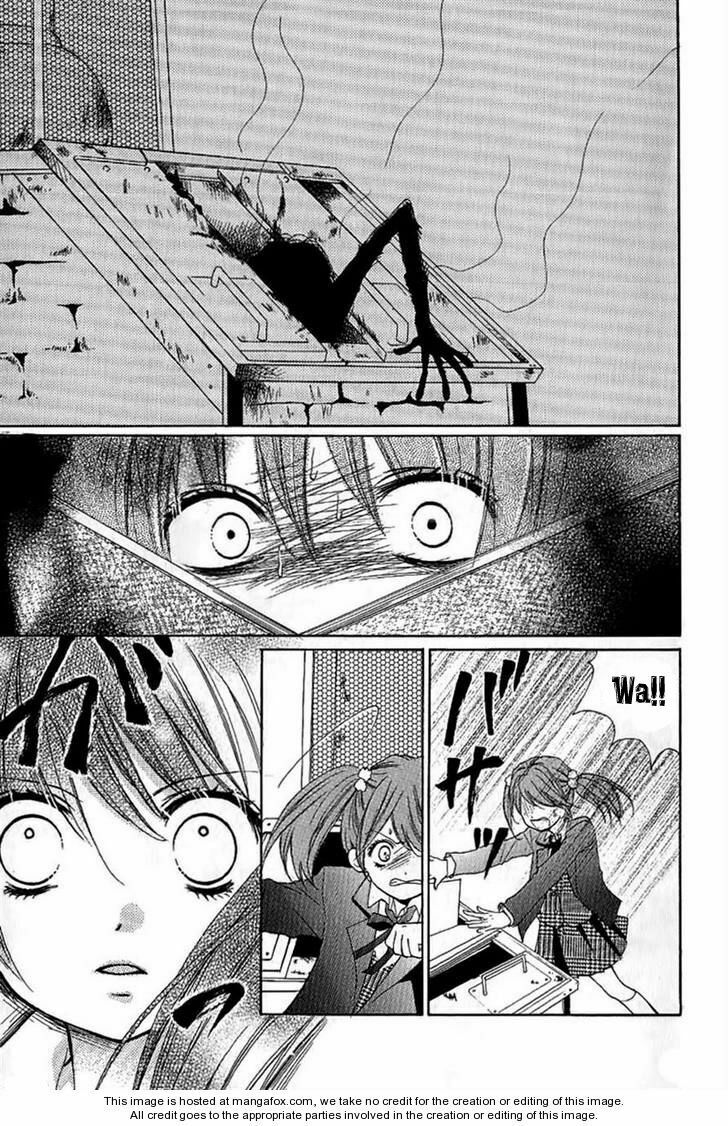 Wa!!
バサッ
ガッ
This image is hosted at mangafox.com, we take no credit for the creation or editing of this image.
All credit goes to the appropriate parties involved in the creation or editing of this image.